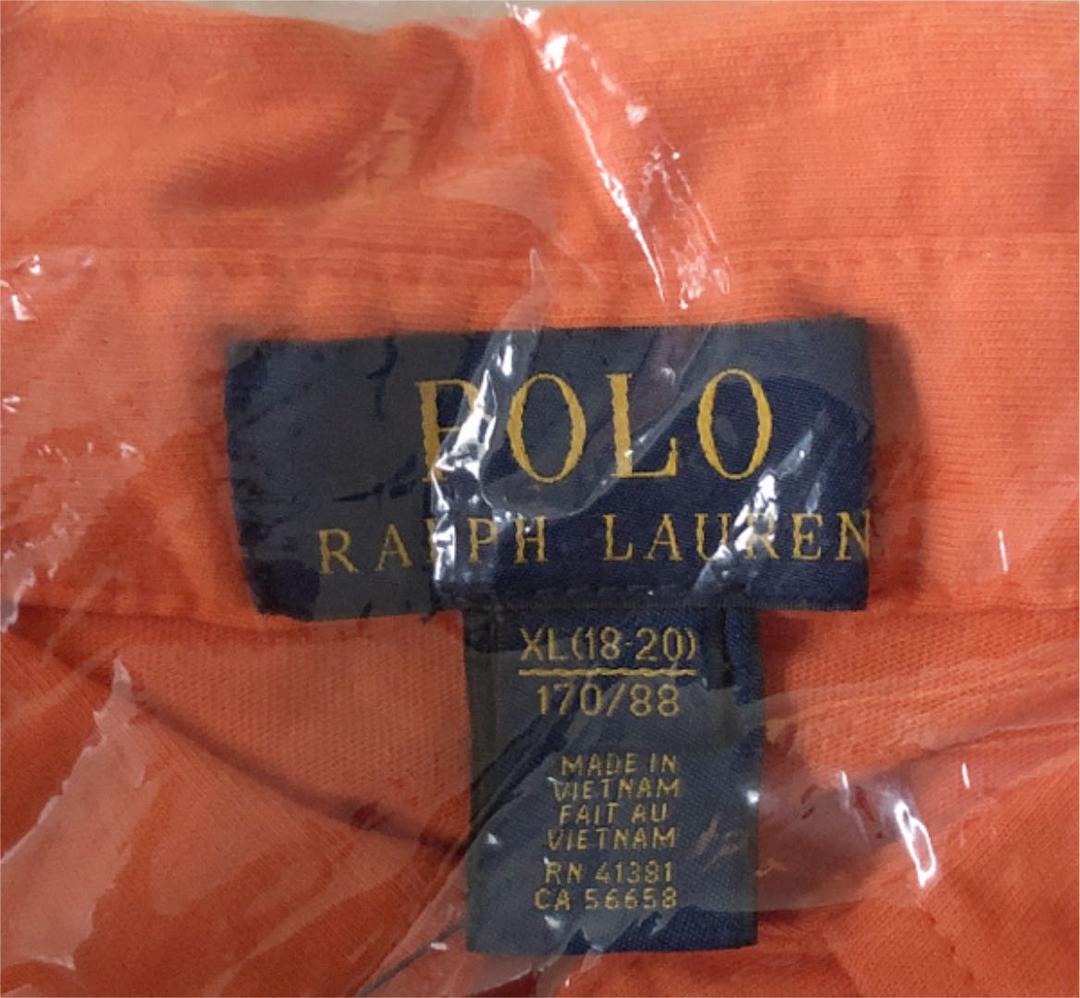 POLO
RALPH LAUREN
XL(18-20)
170/88
MADE IN
VIETNAM
FAIT AU
VIETNAM
RN 41381
CA 56658